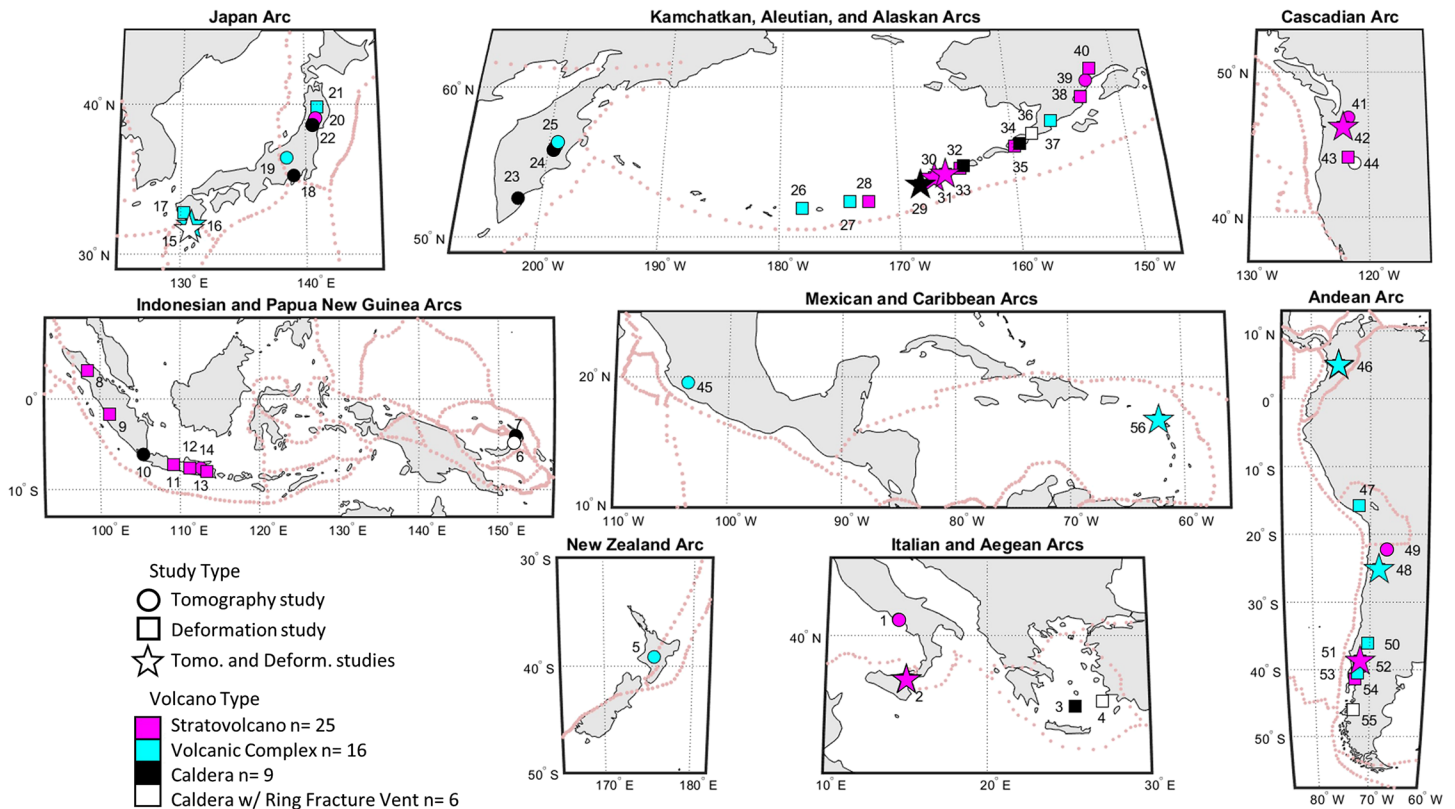 Japan Arc
40° N
30° N
130° E
140° E
21
20
22
19
18
17
16
15
Kamchatkan, Aleutian, and Alaskan Arcs
60° N
50° N
200° W
190° W
180° W
170° W
160° W
150° W
40
39
38
36
37
34
35
32
33
30
31
29
28
27
26
25
24
23
Cascadian Arc
50° N
40° N
130° W
120° W
41
42
43
44
Indonesian and Papua New Guinea Arcs
0°
10° S
100° E
110° E
120° E
130° E
140° E
150° E
8
9
10
11
12
14
13
7
6
Mexican and Caribbean Arcs
20° N
10° N
110° W
100° W
90° W
80° W
70° W
60° W
45
56
Andean Arc
10° N
0°
10° S
20° S
30° S
40° S
50° S
80° W
70° W
60° W
46
47
49
48
50
51
52
53
54
55
New Zealand Arc
30° S
40° S
50° S
170° E
180° E
5
Italian and Aegean Arcs
40° N
10° E
20° E
30° E
1
2
3
4
Study Type
Tomography study
Deformation study
Tomo. and Deform. studies
Volcano Type
Stratovolcano n= 25
Volcanic Complex n= 16
Caldera n= 9
Caldera w/ Ring Fracture Vent n= 6